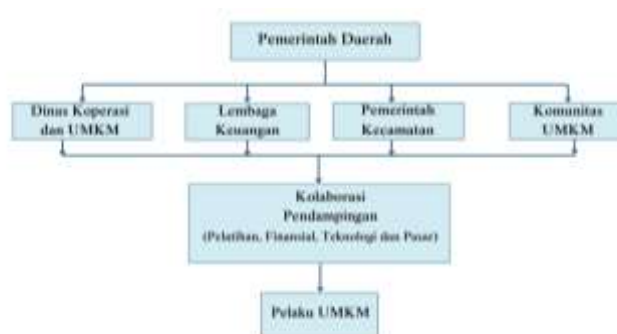 Pemerintah Daerah
Dinas Koperasi
dan UMKM
Lembaga
Keuangan
Pemerintah
Kecamatan
Komunitas
UMKM
Kolaborasi
Pendampingan
(Pelatihan, Finansial, Teknologi dan Pasar)
Pelaku UMKM